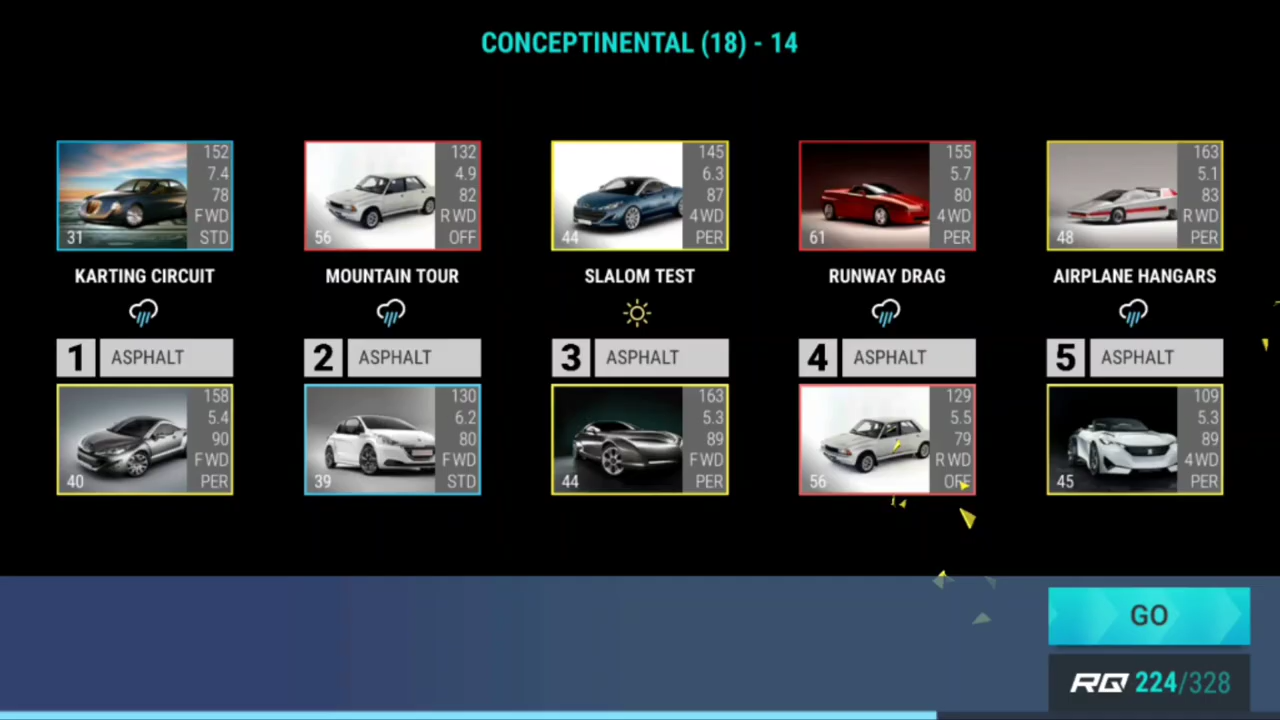 CONCEPTINENTAL (18) - 14
152
7.4
78
FWD
STD
31
132
4.9
82
RWD
OFF
56
145
6.3
87
4WD
PER
44
155
5.7
80
4WD
PER
61
163
5.1
83
RWD
PER
48
KARTING CIRCUIT
MOUNTAIN TOUR
SLALOM TEST
RUNWAY DRAG
AIRPLANE HANGARS
1 ASPHALT
2 ASPHALT
3 ASPHALT
4 ASPHALT
5 ASPHALT
158
5.4
90
FWD
PER
40
130
6.2
80
FWD
STD
39
163
5.3
89
FWD
PER
44
129
5.5
79
RWD
OFF
56
109
5.3
89
4WD
PER
45
GO
RQ 224/328